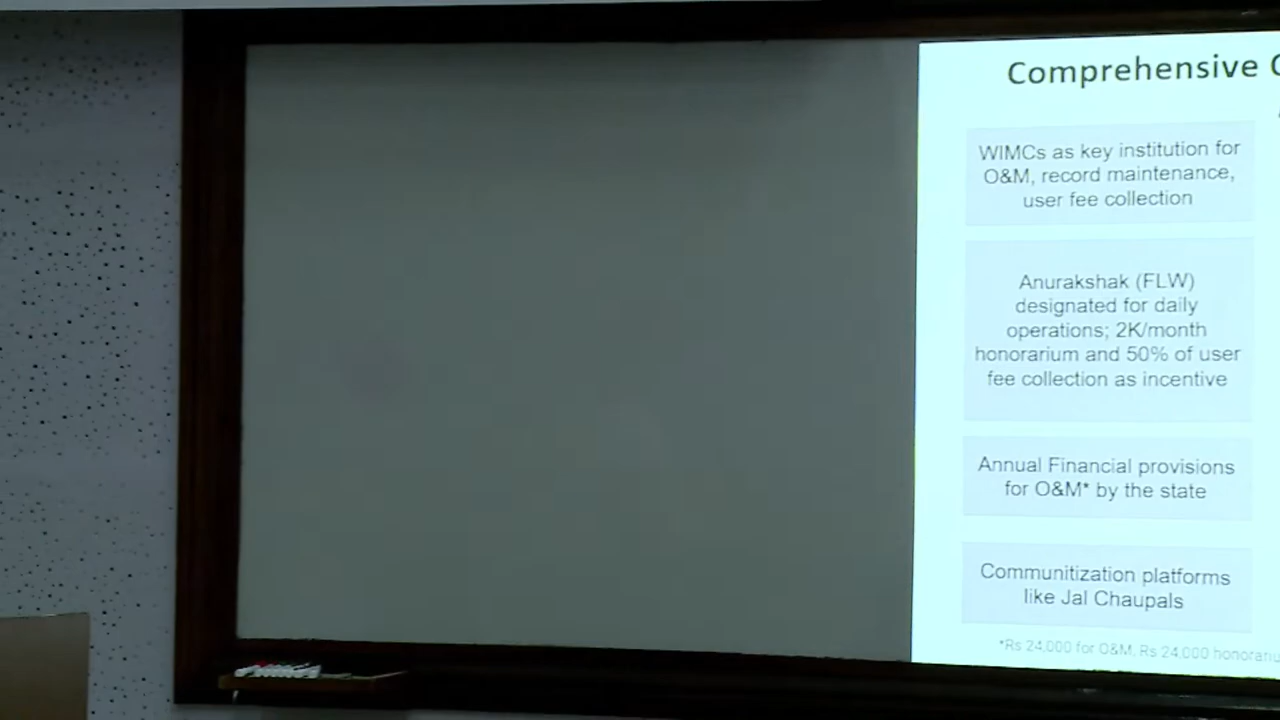 Comprehensive
WIMCs as key institution for
O&M, record maintenance,
user fee collection
Anurakshak (FLW)
designated for daily
operations; 2K/month
honorarium and 50% of user
fee collection as incentive
Annual Financial provisions
for O&M* by the state
Communitization platforms
like Jal Chaupals
*Rs 24,000 for O&M, Rs 24,000